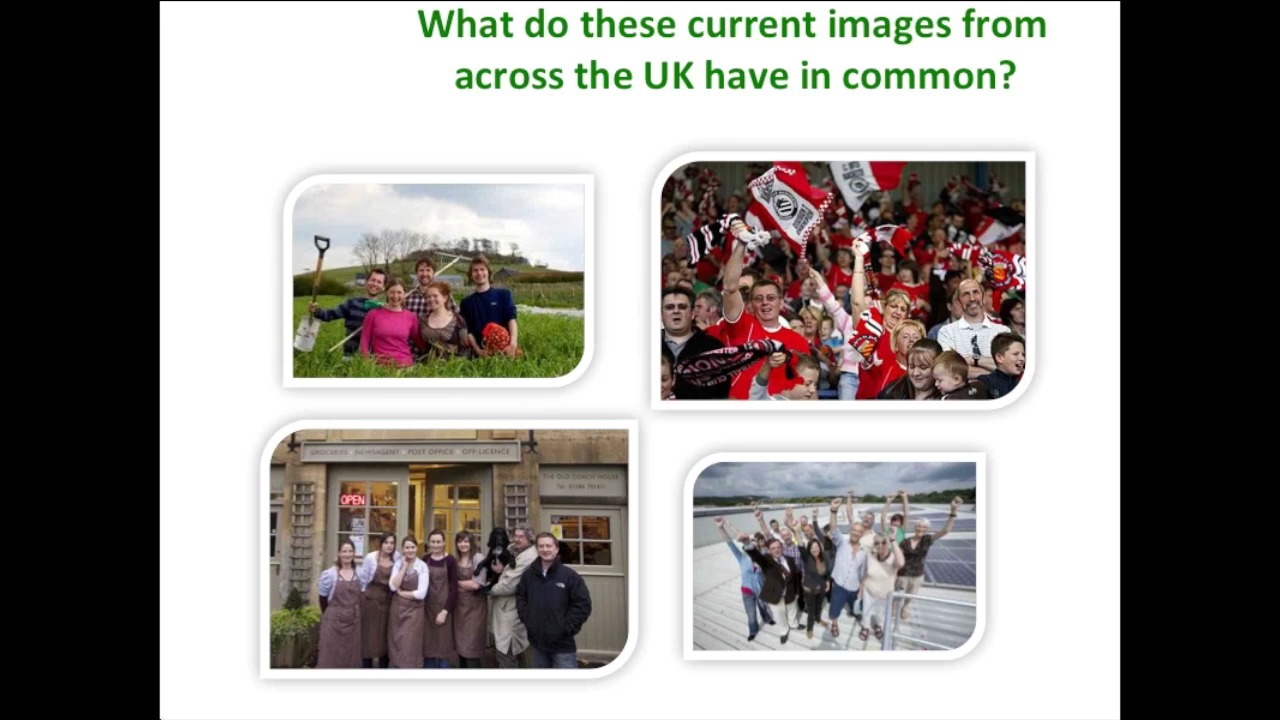 What do these current images from
across the UK have in common?
GROCERIES • NEWSAGENT • POST OFFICE • OFF-LICENCE
THE OLD COACH HOUSE
OPEN